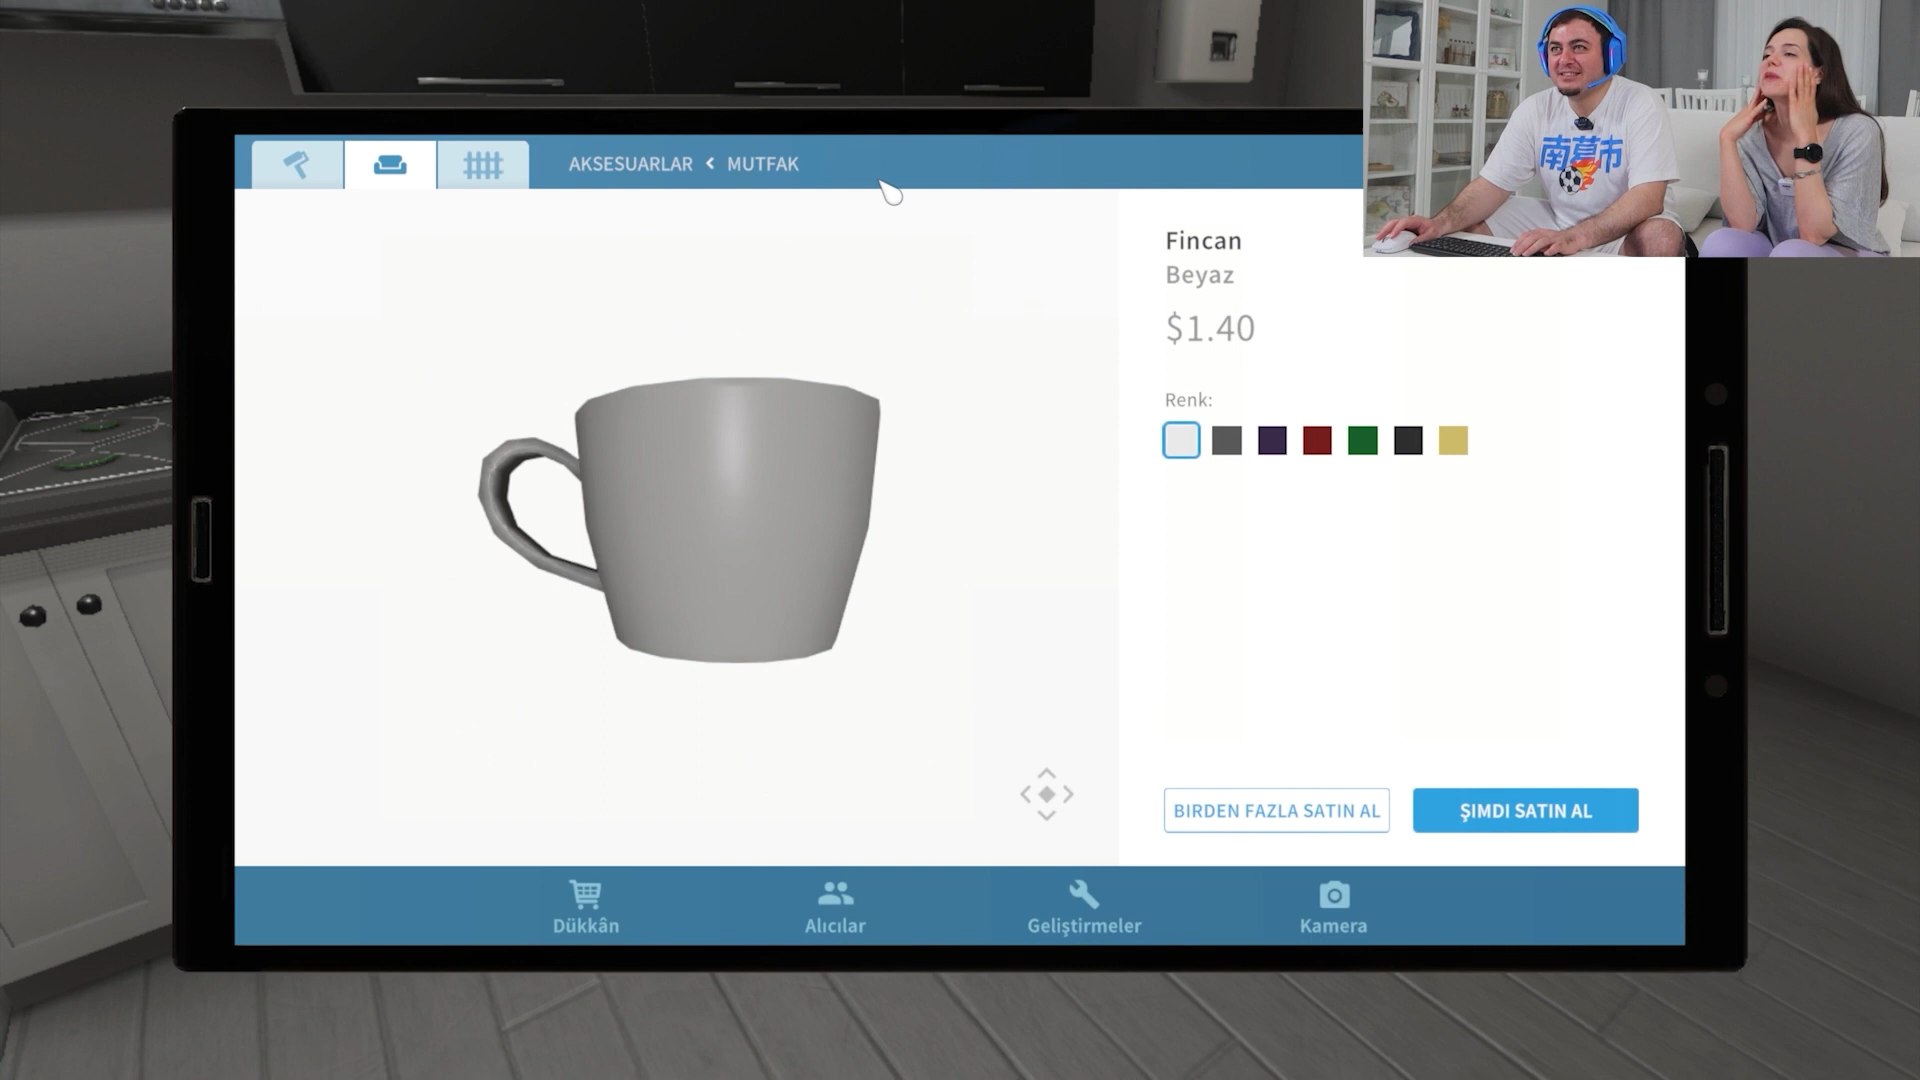 AKSESUARLAR < MUTFAK
Fincan
Beyaz
$1.40
Renk:
BIRDEN FAZLA SATIN AL
ŞIMDI SATIN AL
Dükkân
Alıcılar
Geliştirmeler
Kamera
南葛市